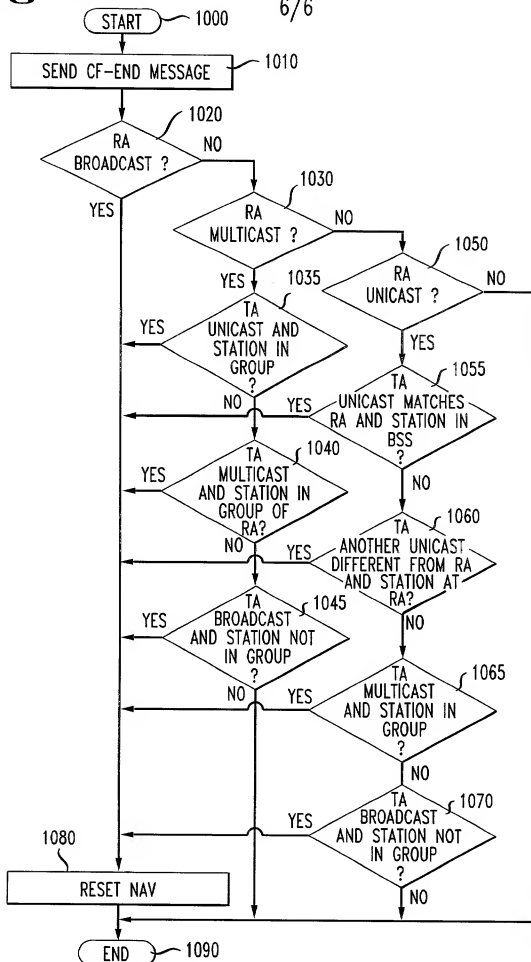 6/6
START
1000
SEND CF-END MESSAGE
1010
1020
RA
BROADCAST ?
NO
YES
1030
RA
MULTICAST ?
NO
YES
1050
RA
UNICAST ?
NO
YES
1035
TA
UNICAST AND
STATION IN
GROUP
?
YES
NO
1055
TA
UNICAST MATCHES
RA AND STATION IN
BSS
?
YES
NO
1040
TA
MULTICAST
AND STATION IN
GROUP OF
RA?
YES
NO
1060
TA
ANOTHER UNICAST
DIFFERENT FROM RA
AND STATION AT
RA?
YES
NO
1045
TA
BROADCAST
AND STATION NOT
IN GROUP
?
YES
NO
1065
TA
MULTICAST
AND STATION IN
GROUP
?
YES
NO
1070
TA
BROADCAST
AND STATION NOT
IN GROUP
?
YES
NO
1080
RESET NAV
END
1090